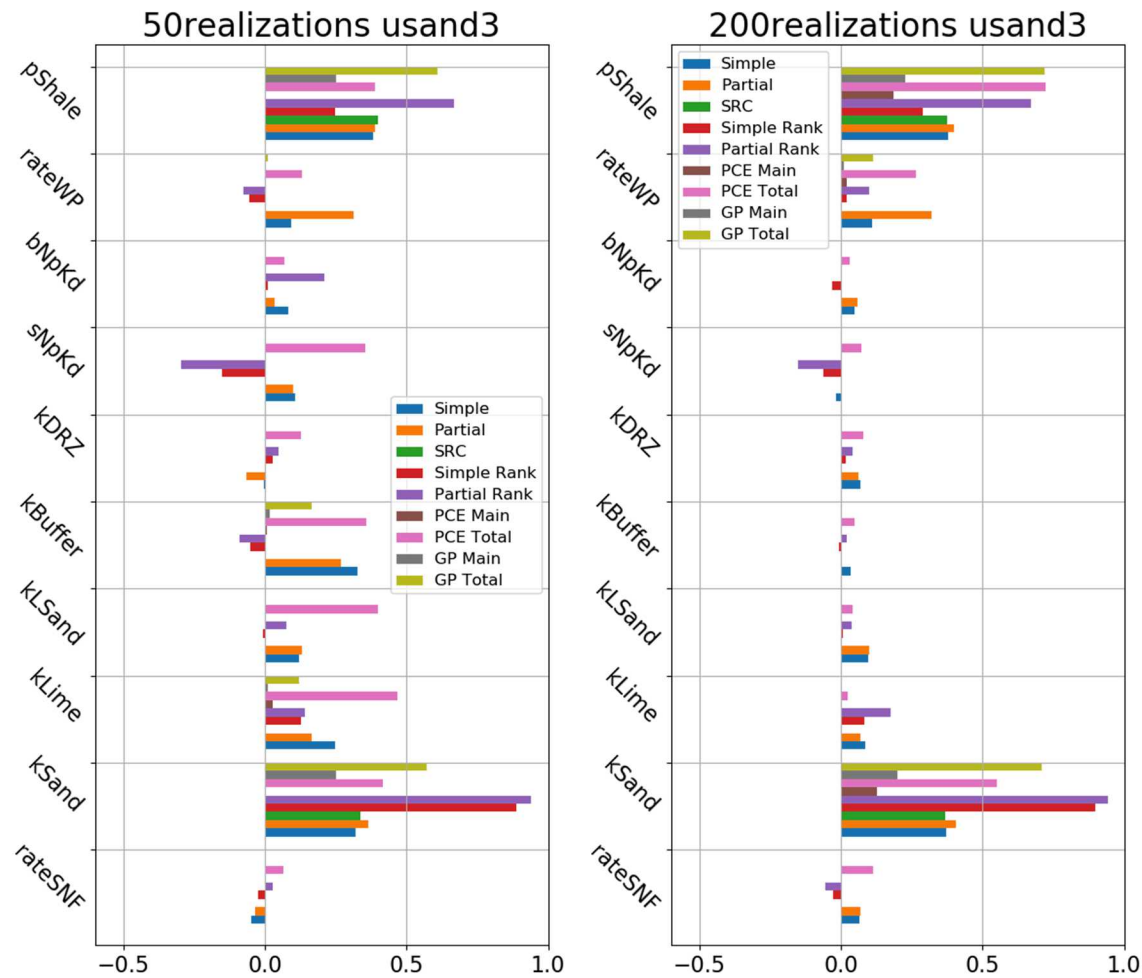 50realizations usand3
pShale
rateWP
bNpKd
sNpKd
kDRZ
kBuffer
kLSand
kLime
kSand
rateSNF
Simple
Partial
SRC
Simple Rank
Partial Rank
PCE Main
PCE Total
GP Main
GP Total
−0.5 0.0 0.5 1.0
200realizations usand3
Simple
Partial
SRC
Simple Rank
Partial Rank
PCE Main
PCE Total
GP Main
GP Total
pShale
rateWP
bNpKd
sNpKd
kDRZ
kBuffer
kLSand
kLime
kSand
rateSNF
−0.5 0.0 0.5 1.0